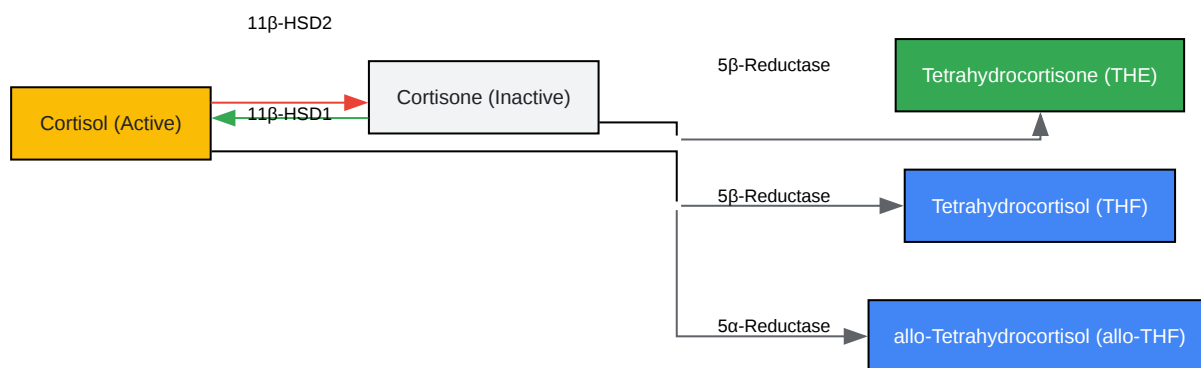 11β-HSD2
5β-Reductase
Tetrahydrocortisone (THE)
Cortisone (Inactive)
Cortisol (Active)
11β-HSD1
5β-Reductase
Tetrahydrocortisol (THF)
5α-Reductase
allo-Tetrahydrocortisol (allo-THF)